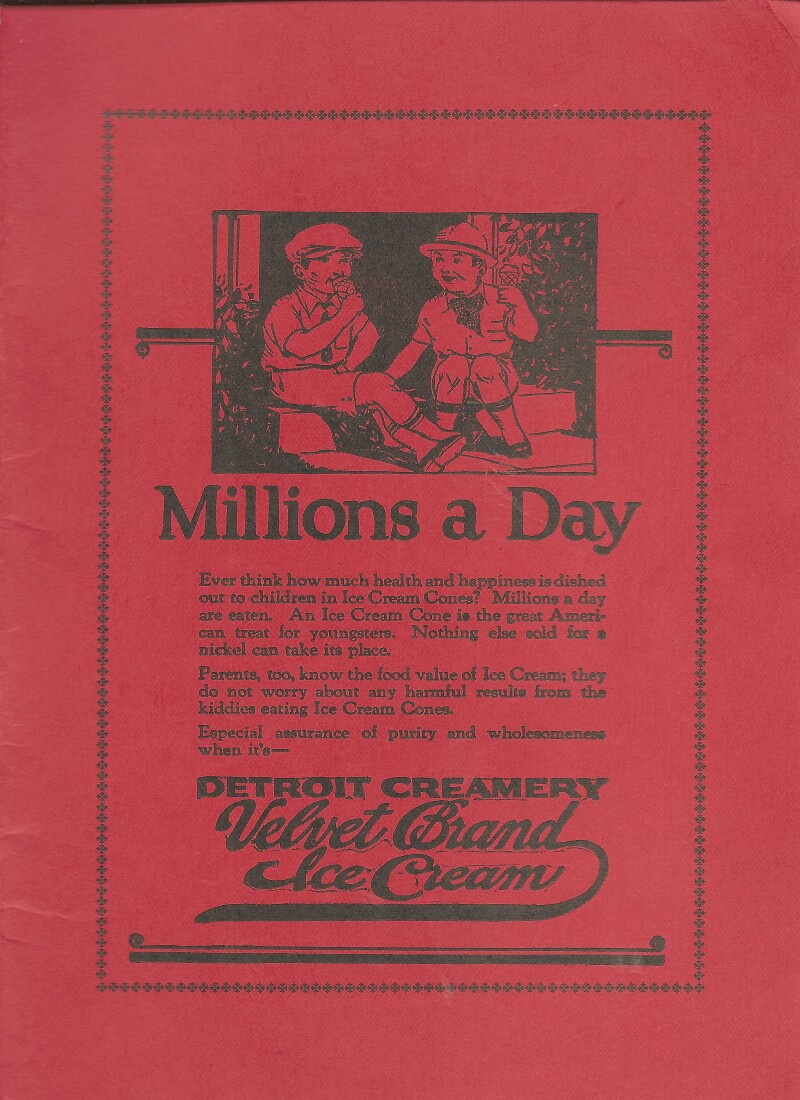 Millions a Day
Ever think how much health and happiness is dished
out to children in Ice Cream Cones? Millions a day
are eaten. An Ice Cream Cone is the great Ameri-
can treat for youngsters. Nothing else sold for a
nickel can take its place.
Parents, too, know the food value of Ice Cream; they
do not worry about any harmful results from the
kiddies eating Ice Cream Cones.
Especial assurance of purity and wholesomeness
when it's—
DETROIT CREAMERY
Velvet Brand
Ice Cream